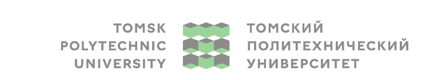 TOMSK
POLYTECHNIC
UNIVERSITY
ТОМСКИЙ
ПОЛИТЕХНИЧЕСКИЙ
УНИВЕРСИТЕТ